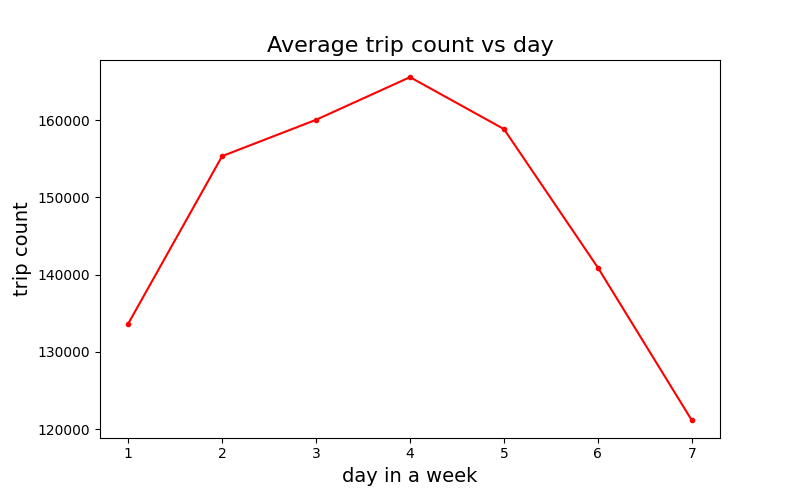 Average trip count vs day
trip count
160000
150000
140000
130000
120000
1 2 3 4 5 6 7
day in a week